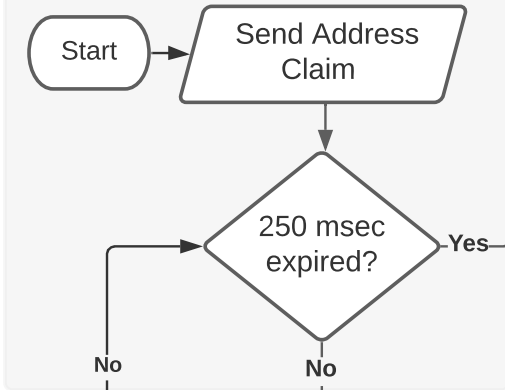 Start
Send Address
Claim
250 msec
expired?
Yes
No
No